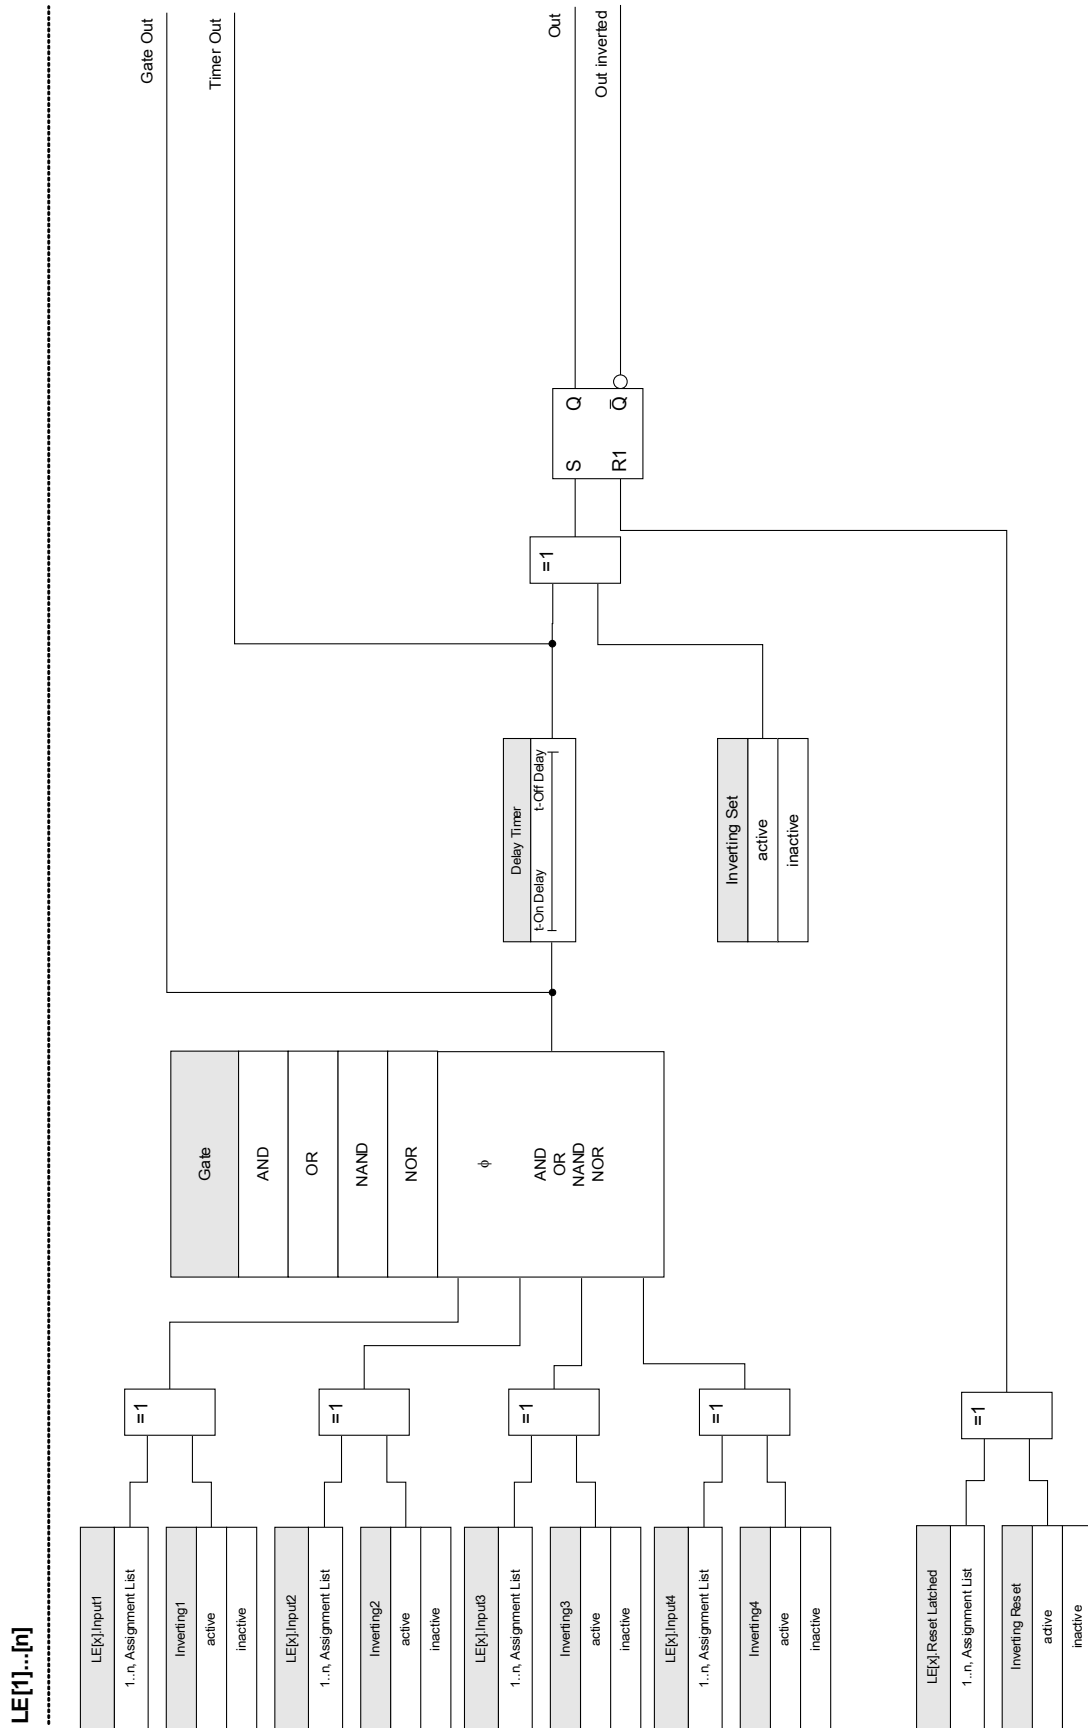 LE[1]...[n]
LE[x].Input1
1..n, Assignment List
Inverting1
active
inactive
LE[x].Input2
1..n, Assignment List
Inverting2
active
inactive
LE[x].Input3
1..n, Assignment List
Inverting3
active
inactive
LE[x].Input4
1..n, Assignment List
Inverting4
active
inactive
LE[x].Reset Latched
1..n, Assignment List
Inverting Reset
active
inactive
=1
=1
=1
=1
=1
Gate
AND
OR
NAND
NOR
ϕ
AND
OR
NAND
NOR
Delay Timer
t-On Delay
t-Off Delay
Inverting Set
active
inactive
=1
S
Q
R1
Q̅
Gate Out
Timer Out
Out
Out inverted